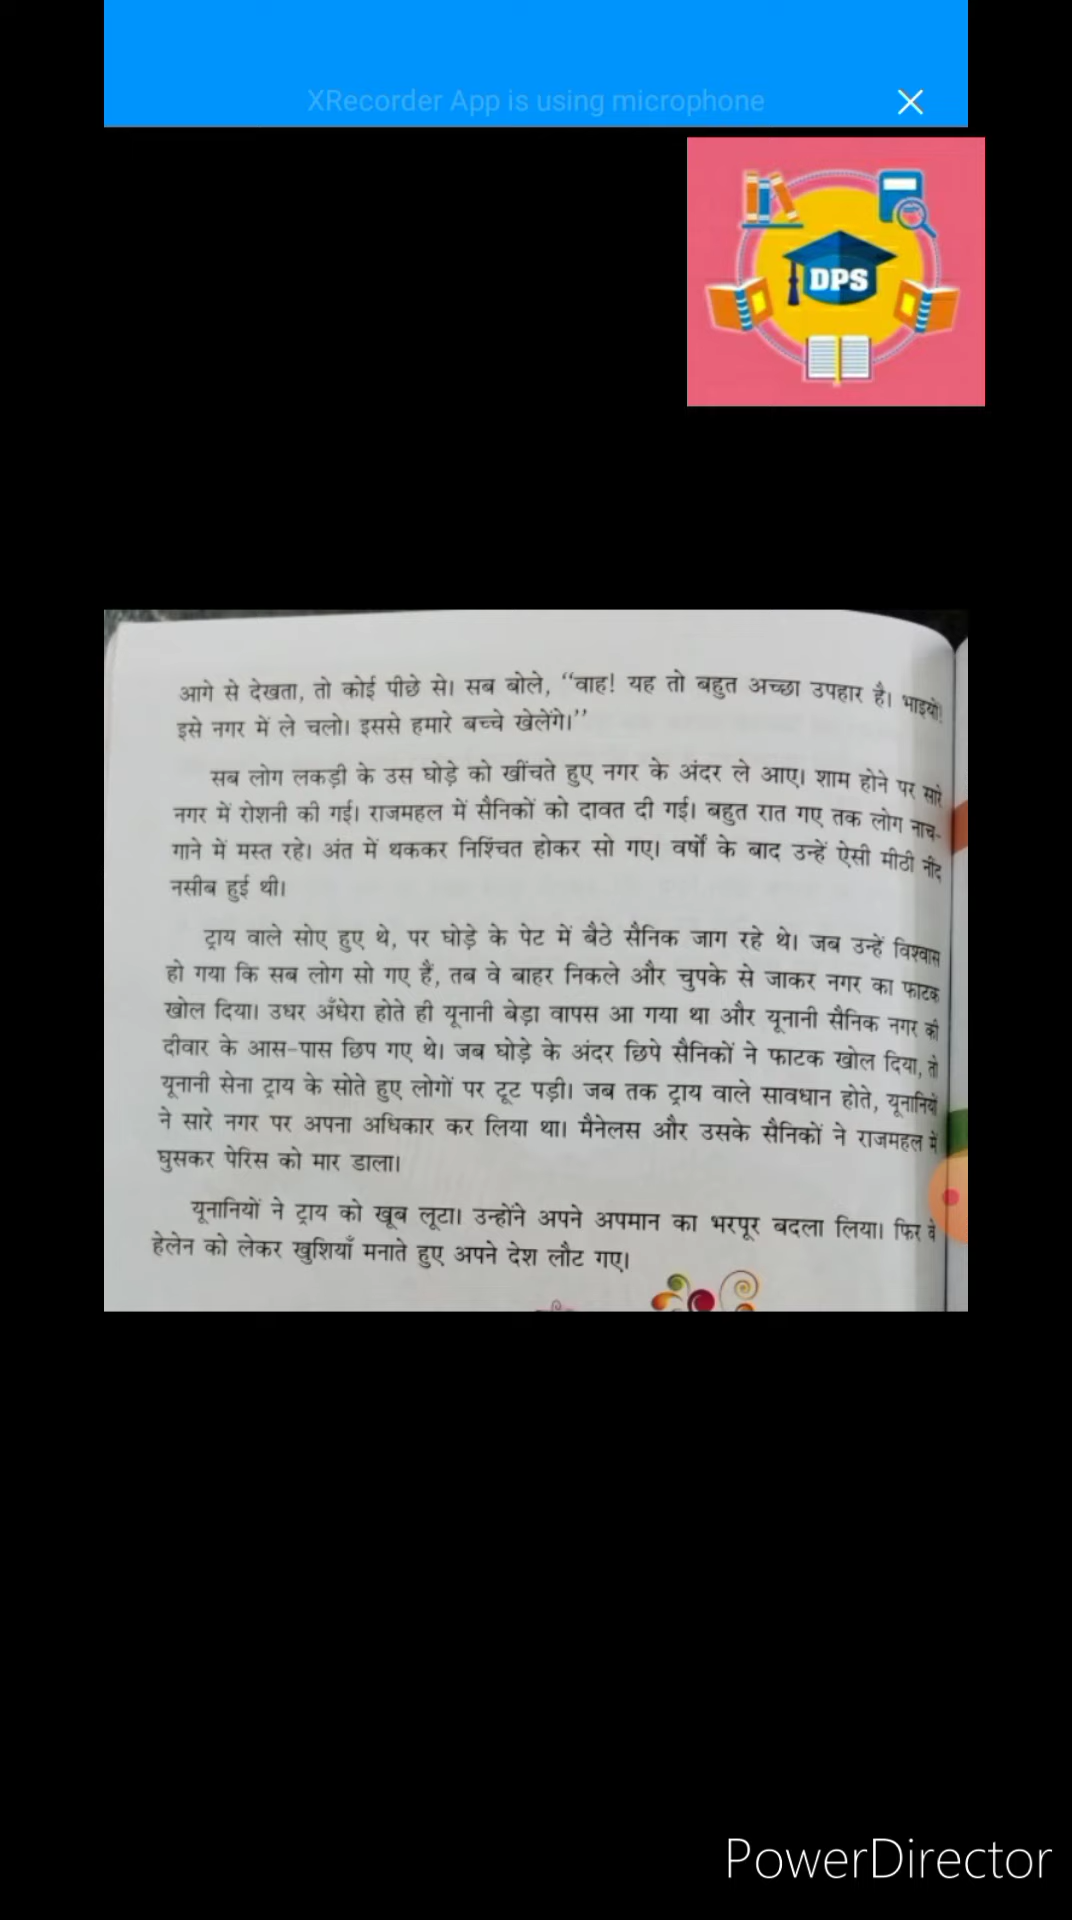 XRecorder App is using microphone
DPS
आगे से देखता, तो कोई पीछे से। सब बोले, “वाह! यह तो बहुत अच्छा उपहार है। भाइयो!
इसे नगर में ले चलो। इससे हमारे बच्चे खेलेंगे।”
सब लोग लकड़ी के उस घोड़े को खींचते हुए नगर के अंदर ले आए। शाम होने पर सारे
नगर में रोशनी की गई। राजमहल में सैनिकों को दावत दी गई। बहुत रात गए तक लोग नाच-
गाने में मस्त रहे। अंत में थककर निश्चिंत होकर सो गए। वर्षों के बाद उन्हें ऐसी मीठी नींद
नसीब हुई थी।
ट्राय वाले सोए हुए थे, पर घोड़े के पेट में बैठे सैनिक जाग रहे थे। जब उन्हें विश्वास
हो गया कि सब लोग सो गए हैं, तब वे बाहर निकले और चुपके से जाकर नगर का फाटक
खोल दिया। उधर अँधेरा होते ही यूनानी बेड़ा वापस आ गया था और यूनानी सैनिक नगर की
दीवार के आस-पास छिप गए थे। जब घोड़े के अंदर छिपे सैनिकों ने फाटक खोल दिया, तो
यूनानी सेना ट्राय के सोते हुए लोगों पर टूट पड़ी। जब तक ट्राय वाले सावधान होते, यूनानियों
ने सारे नगर पर अपना अधिकार कर लिया था। मैनेलस और उसके सैनिकों ने राजमहल में
घुसकर पेरिस को मार डाला।
यूनानियों ने ट्राय को खूब लूटा। उन्होंने अपने अपमान का भरपूर बदला लिया। फिर वे
हेलेन को लेकर खुशियाँ मनाते हुए अपने देश लौट गए।
PowerDirector